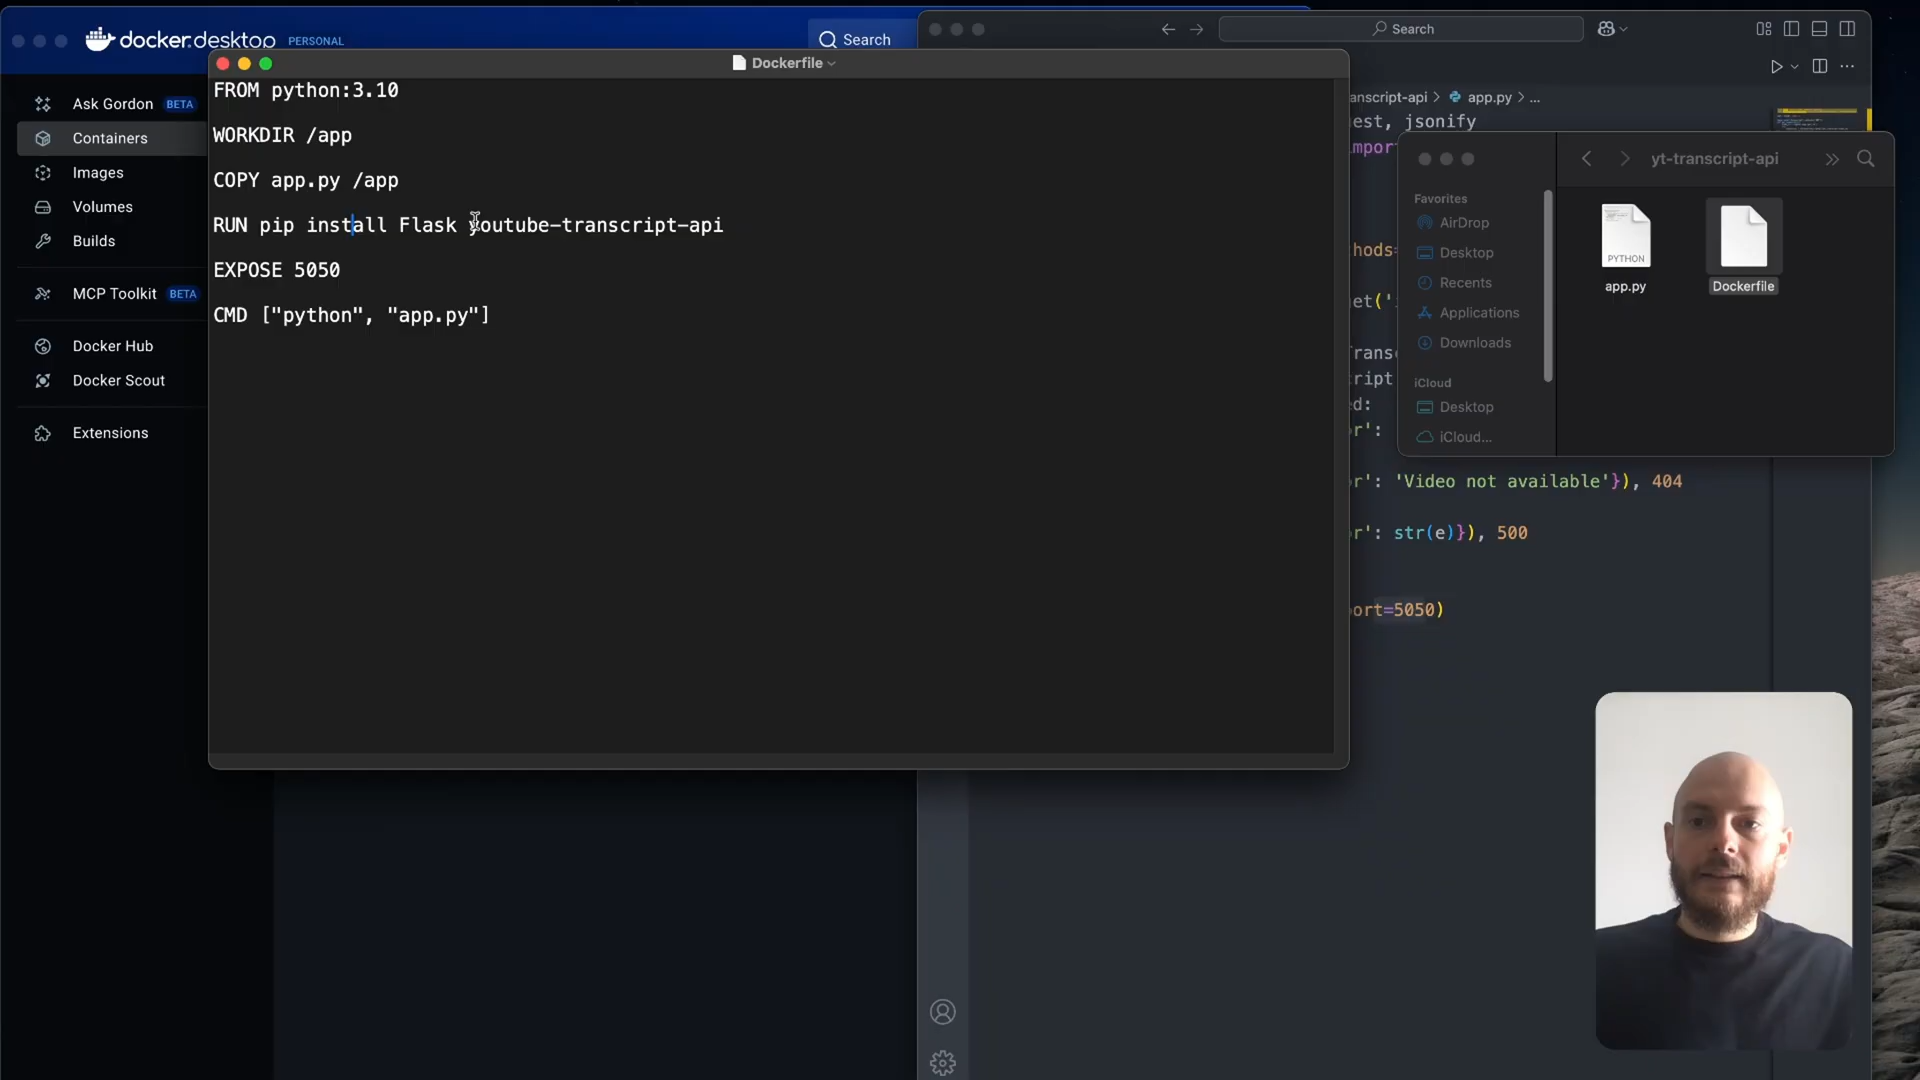 docker.desktop PERSONAL
Search
Ask Gordon BETA
Containers
Images
Volumes
Builds
MCP Toolkit BETA
Docker Hub
Docker Scout
Extensions
Dockerfile
FROM python:3.10
WORKDIR /app
COPY app.py /app
RUN pip install Flask youtube-transcript-api
EXPOSE 5050
CMD ["python", "app.py"]
Search
anscript-api > app.py > ...
est, jsonify
impor
hods=
et('
Transc
ript
ed:
r':
r': 'Video not available'}), 404
r': str(e)}), 500
ort=5050)
yt-transcript-api
Favorites
AirDrop
Desktop
Recents
Applications
Downloads
iCloud
Desktop
iCloud...
PYTHON
app.py
Dockerfile